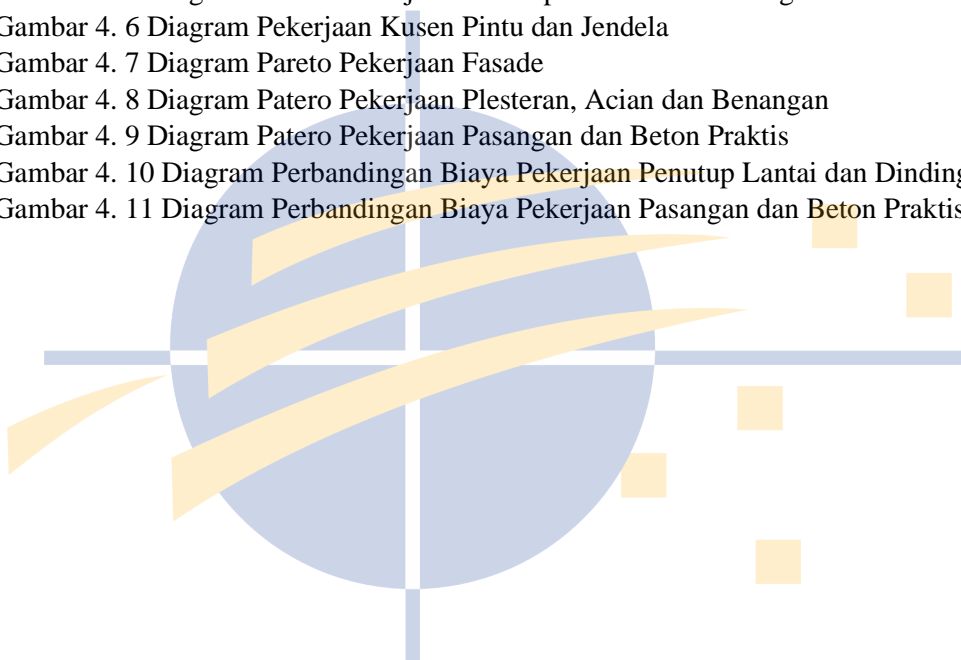 Gambar 4. 6 Diagram Pekerjaan Kusen Pintu dan Jendela
Gambar 4. 7 Diagram Pareto Pekerjaan Fasade
Gambar 4. 8 Diagram Patero Pekerjaan Plesteran, Acian dan Benangan
Gambar 4. 9 Diagram Patero Pekerjaan Pasangan dan Beton Praktis
Gambar 4. 10 Diagram Perbandingan Biaya Pekerjaan Penutup Lantai dan Dinding
Gambar 4. 11 Diagram Perbandingan Biaya Pekerjaan Pasangan dan Beton Praktis